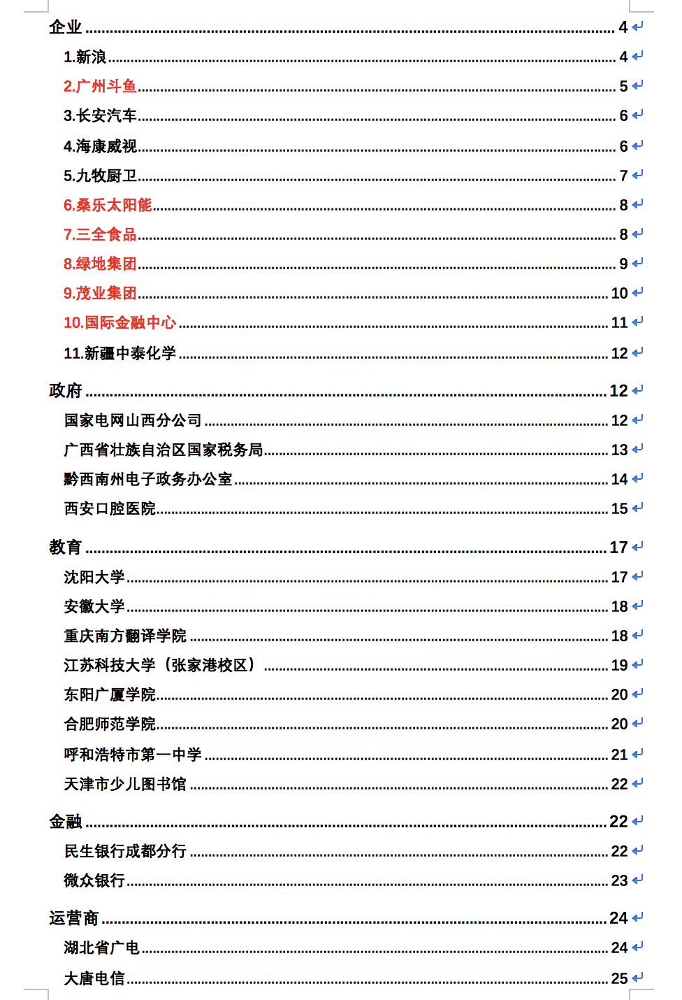 企业 4
1.新浪 4
2.广州斗鱼 5
3.长安汽车 6
4.海康威视 6
5.九牧厨卫 7
6.桑乐太阳能 8
7.三全食品 8
8.绿地集团 9
9.茂业集团 10
10.国际金融中心 11
11.新疆中泰化学 12
政府 12
国家电网山西分公司 12
广西省壮族自治区国家税务局 13
黔西南州电子政务办公室 14
西安口腔医院 15
教育 17
沈阳大学 17
安徽大学 18
重庆南方翻译学院 18
江苏科技大学（张家港校区） 19
东阳广厦学院 20
合肥师范学院 20
呼和浩特市第一中学 21
天津市少儿图书馆 22
金融 22
民生银行成都分行 22
微众银行 23
运营商 24
湖北省广电 24
大唐电信 25